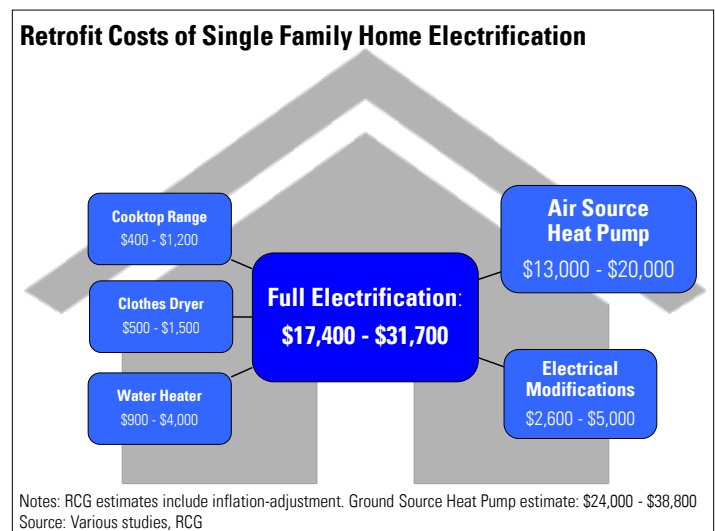 Retrofit Costs of Single Family Home Electrification
Cooktop Range
$400 - $1,200
Clothes Dryer
$500 - $1,500
Water Heater
$900 - $4,000
Full Electrification:
$17,400 - $31,700
Air Source
Heat Pump
$13,000 - $20,000
Electrical
Modifications
$2,600 - $5,000
Notes: RCG estimates include inflation-adjustment. Ground Source Heat Pump estimate: $24,000 - $38,800
Source: Various studies, RCG